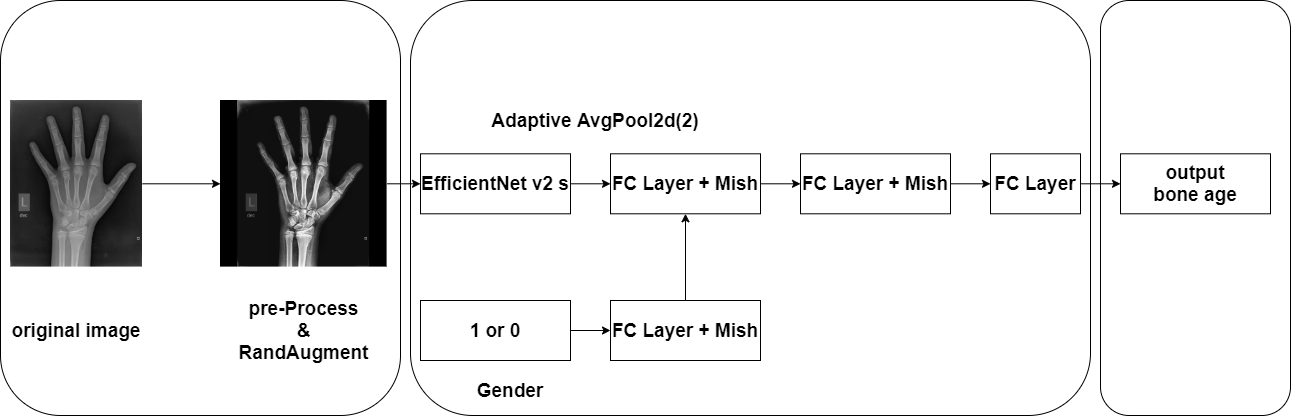 original image
pre-Process
&
RandAugment
Adaptive AvgPool2d(2)
EfficientNet v2 s
FC Layer + Mish
FC Layer + Mish
FC Layer
1 or 0
FC Layer + Mish
Gender
output
bone age
L
L